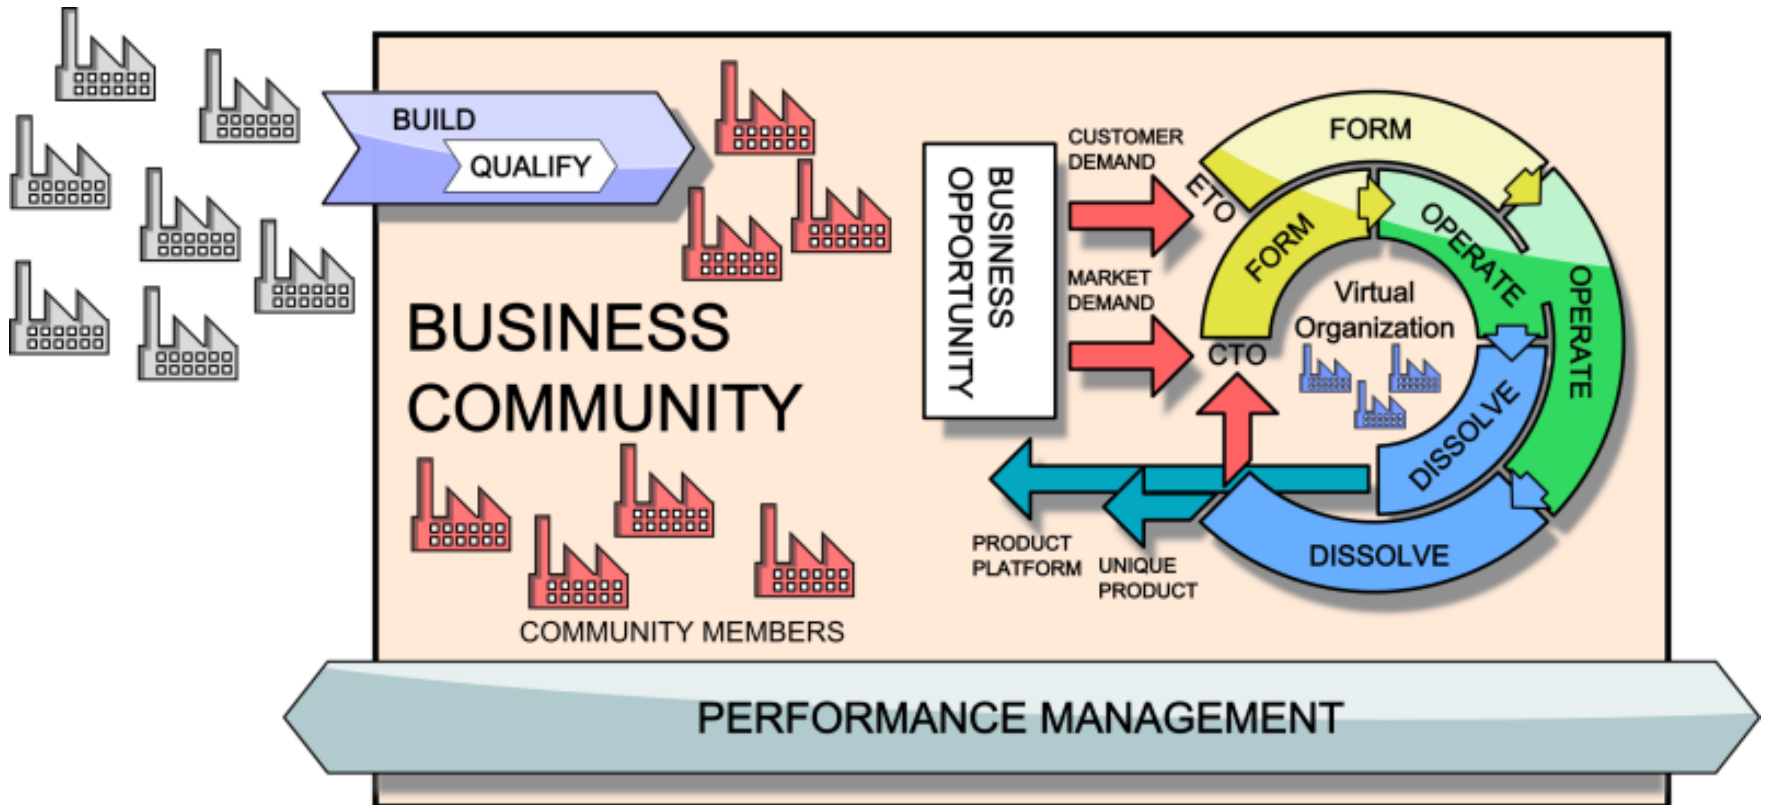 BUILD
QUALIFY
BUSINESS
COMMUNITY
COMMUNITY MEMBERS
BUSINESS
OPPORTUNITY
CUSTOMER
DEMAND
MARKET
DEMAND
ETO
CTO
FORM
FORM
OPERATE
OPERATE
Virtual
Organization
DISSOLVE
DISSOLVE
PRODUCT
PLATFORM
UNIQUE
PRODUCT
PERFORMANCE MANAGEMENT